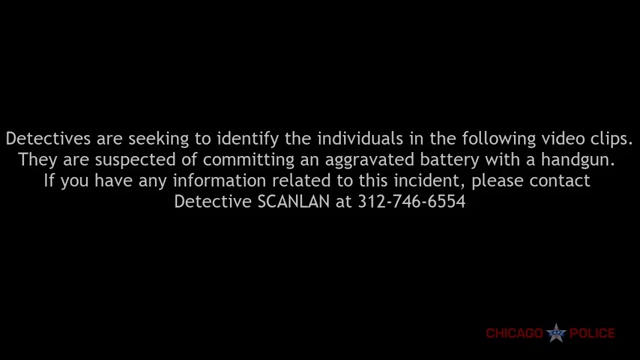 Detectives are seeking to identify the individuals in the following video clips.
They are suspected of committing an aggravated battery with a handgun.
If you have any information related to this incident, please contact
Detective SCANLAN at 312-746-6554
CHICAGO POLICE